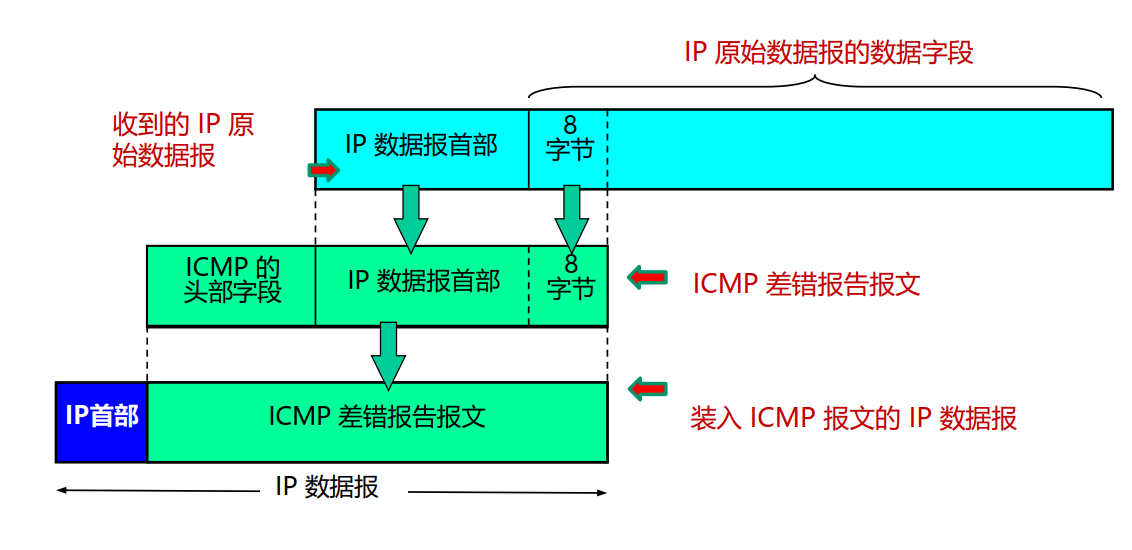 IP 原始数据报的数据字段
收到的 IP 原
始数据报
IP 数据报首部
8
字节
ICMP 的
头部字段
IP 数据报首部
8
字节
ICMP 差错报告报文
IP首部
ICMP 差错报告报文
装入 ICMP 报文的 IP 数据报
IP 数据报